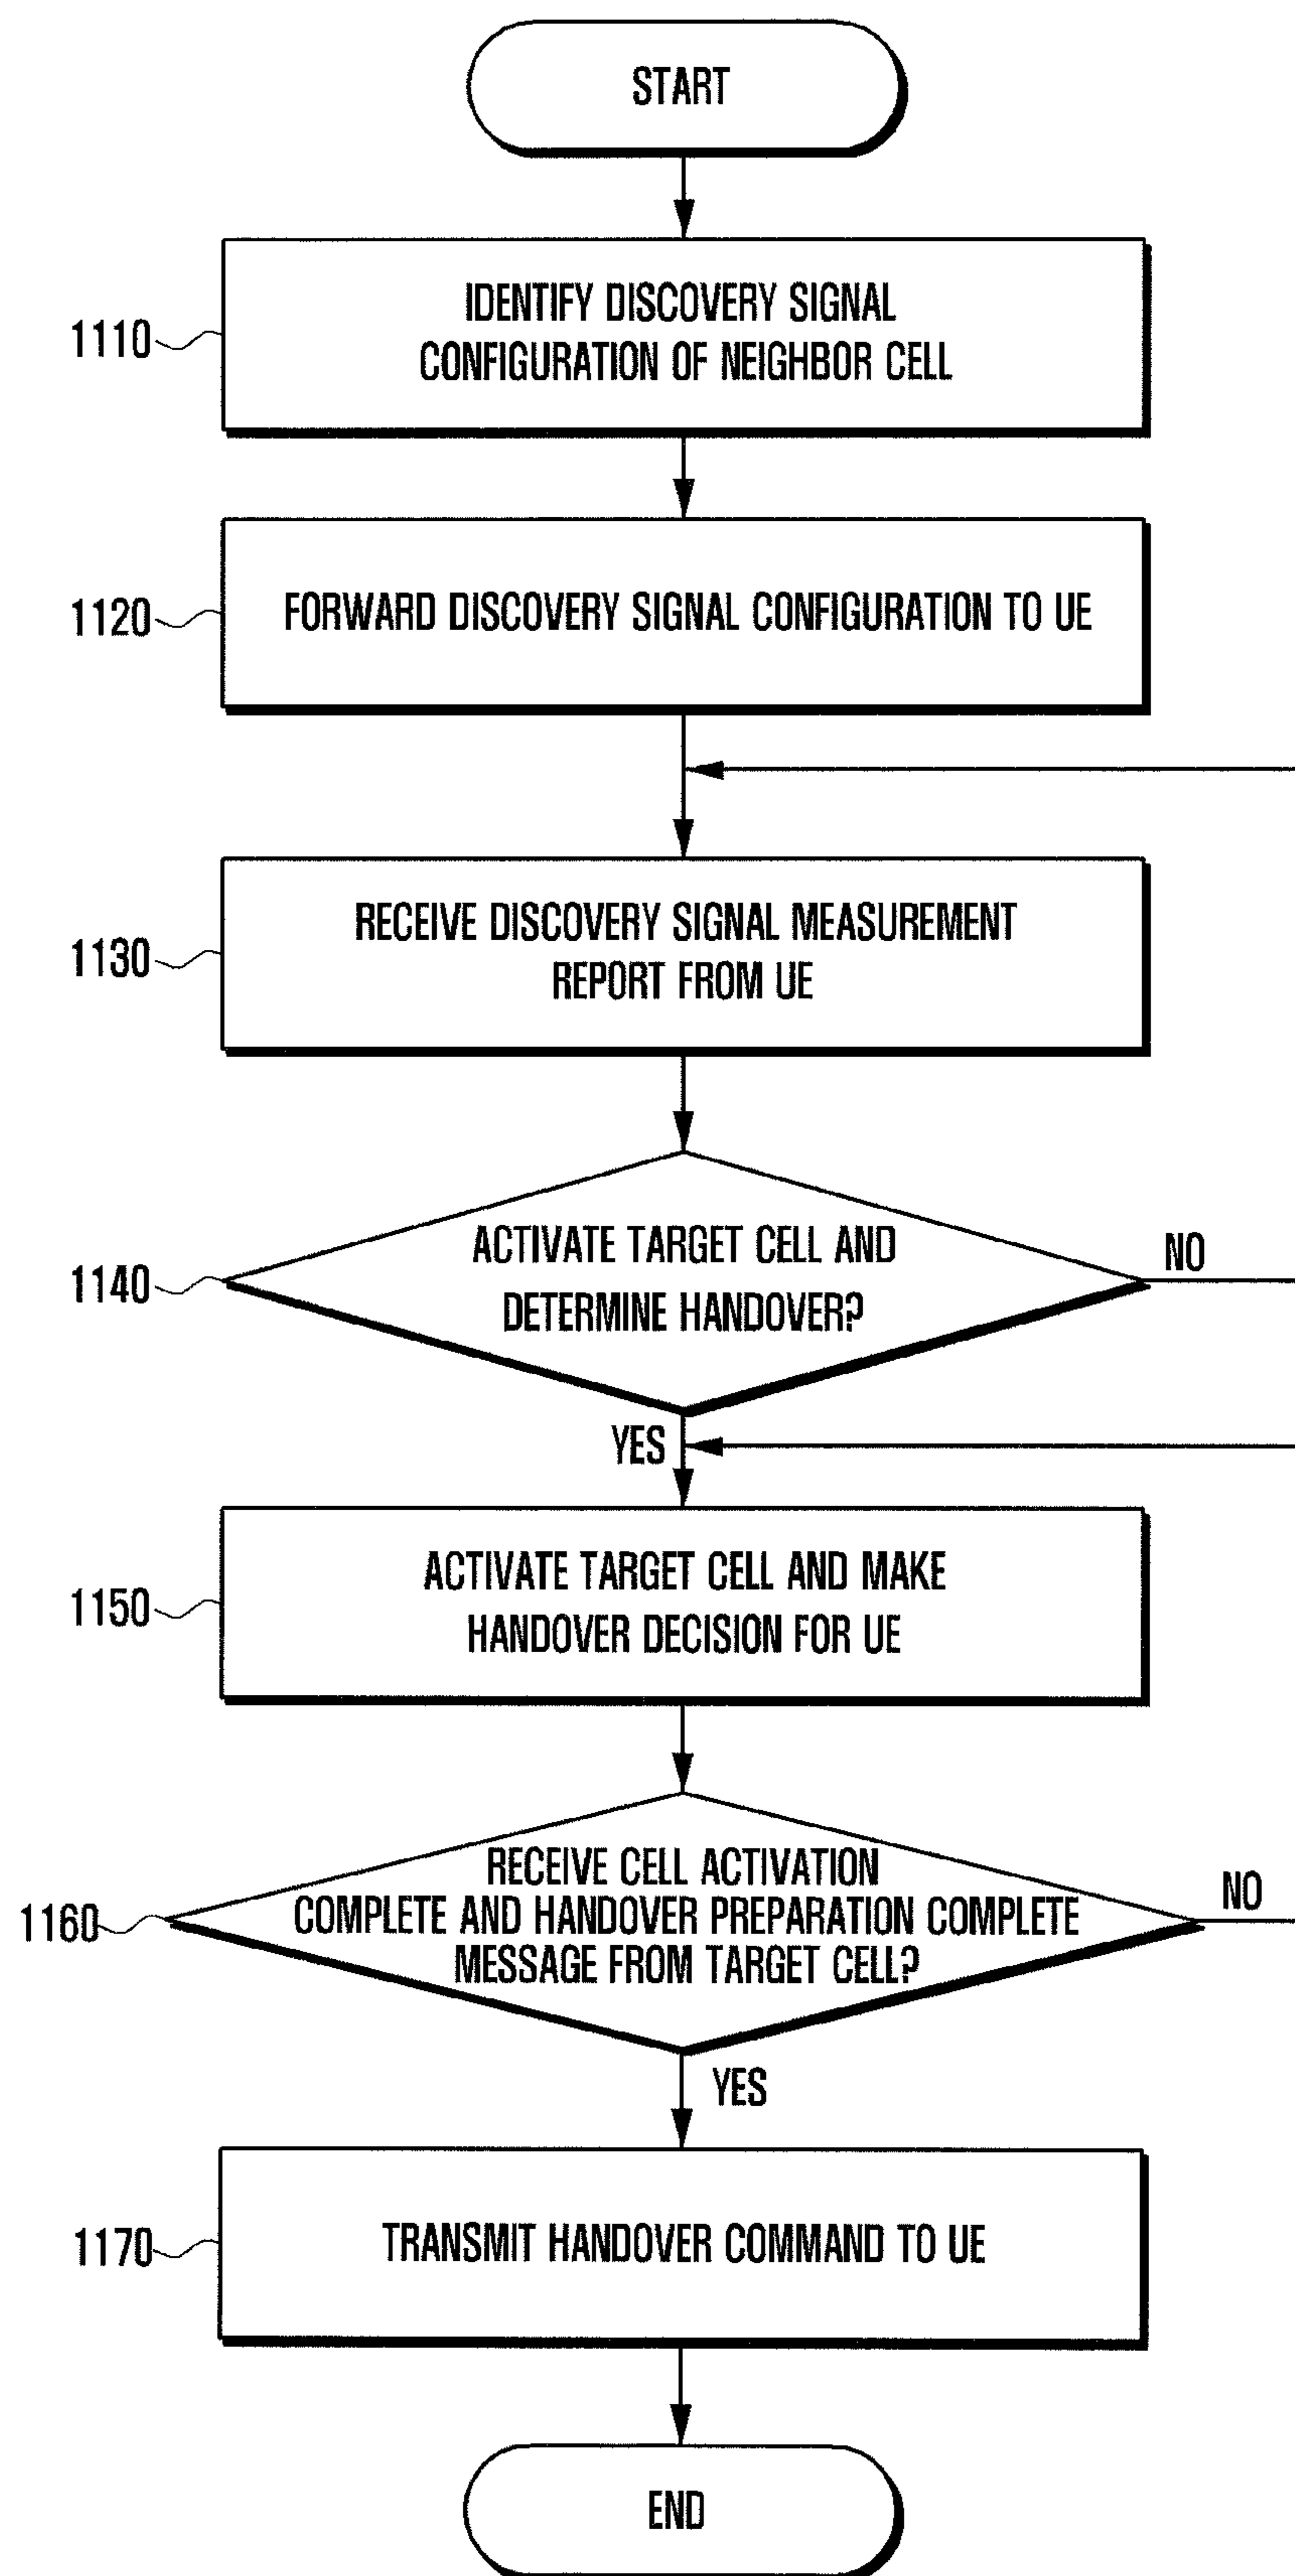 START
1110
IDENTIFY DISCOVERY SIGNAL
CONFIGURATION OF NEIGHBOR CELL
1120
FORWARD DISCOVERY SIGNAL CONFIGURATION TO UE
1130
RECEIVE DISCOVERY SIGNAL MEASUREMENT
REPORT FROM UE
1140
ACTIVATE TARGET CELL AND
DETERMINE HANDOVER?
NO
YES
1150
ACTIVATE TARGET CELL AND MAKE
HANDOVER DECISION FOR UE
1160
RECEIVE CELL ACTIVATION
COMPLETE AND HANDOVER PREPARATION COMPLETE
MESSAGE FROM TARGET CELL?
NO
YES
1170
TRANSMIT HANDOVER COMMAND TO UE
END